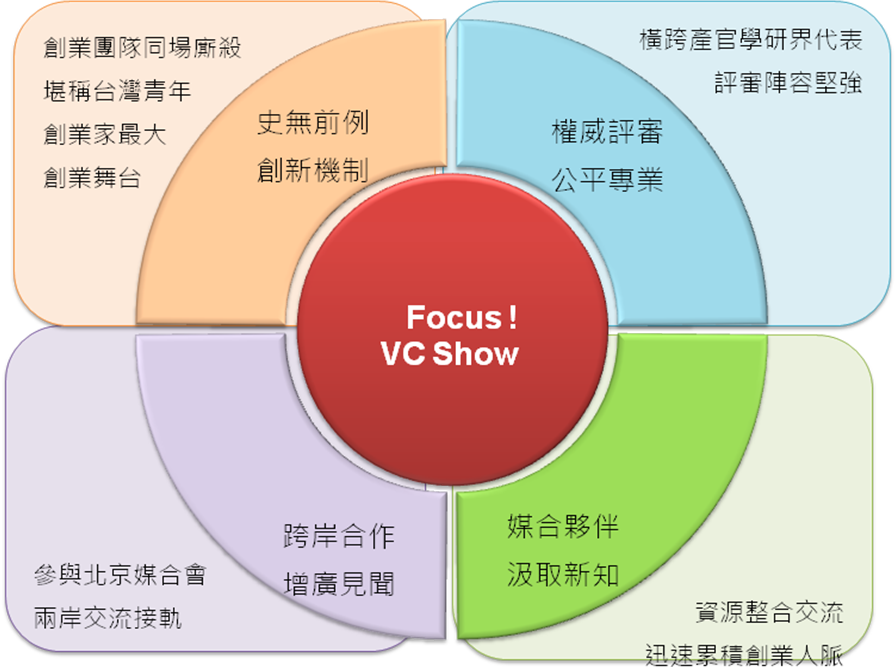 創業團隊同場廝殺
堪稱台灣青年
創業家最大
創業舞台
史無前例
創新機制
橫跨產官學研界代表
評審陣容堅強
權威評審
公平專業
Focus !
VC Show
跨岸合作
增廣見聞
參與北京媒合會
兩岸交流接軌
媒合夥伴
汲取新知
資源整合交流
迅速累積創業人脈